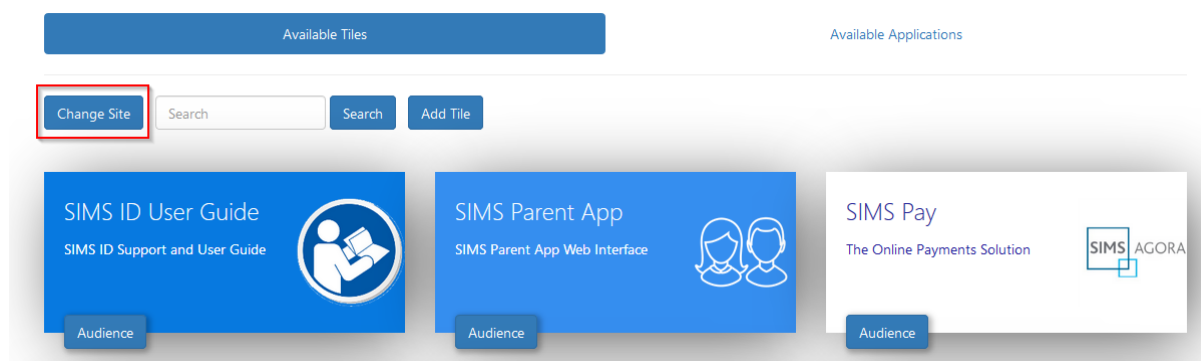 Available Tiles
Available Applications
Change Site
Search
Search
Add Tile
SIMS ID User Guide
SIMS ID Support and User Guide
Audience
SIMS Parent App
SIMS Parent App Web Interface
Audience
SIMS Pay
The Online Payments Solution
SIMS AGORA
Audience